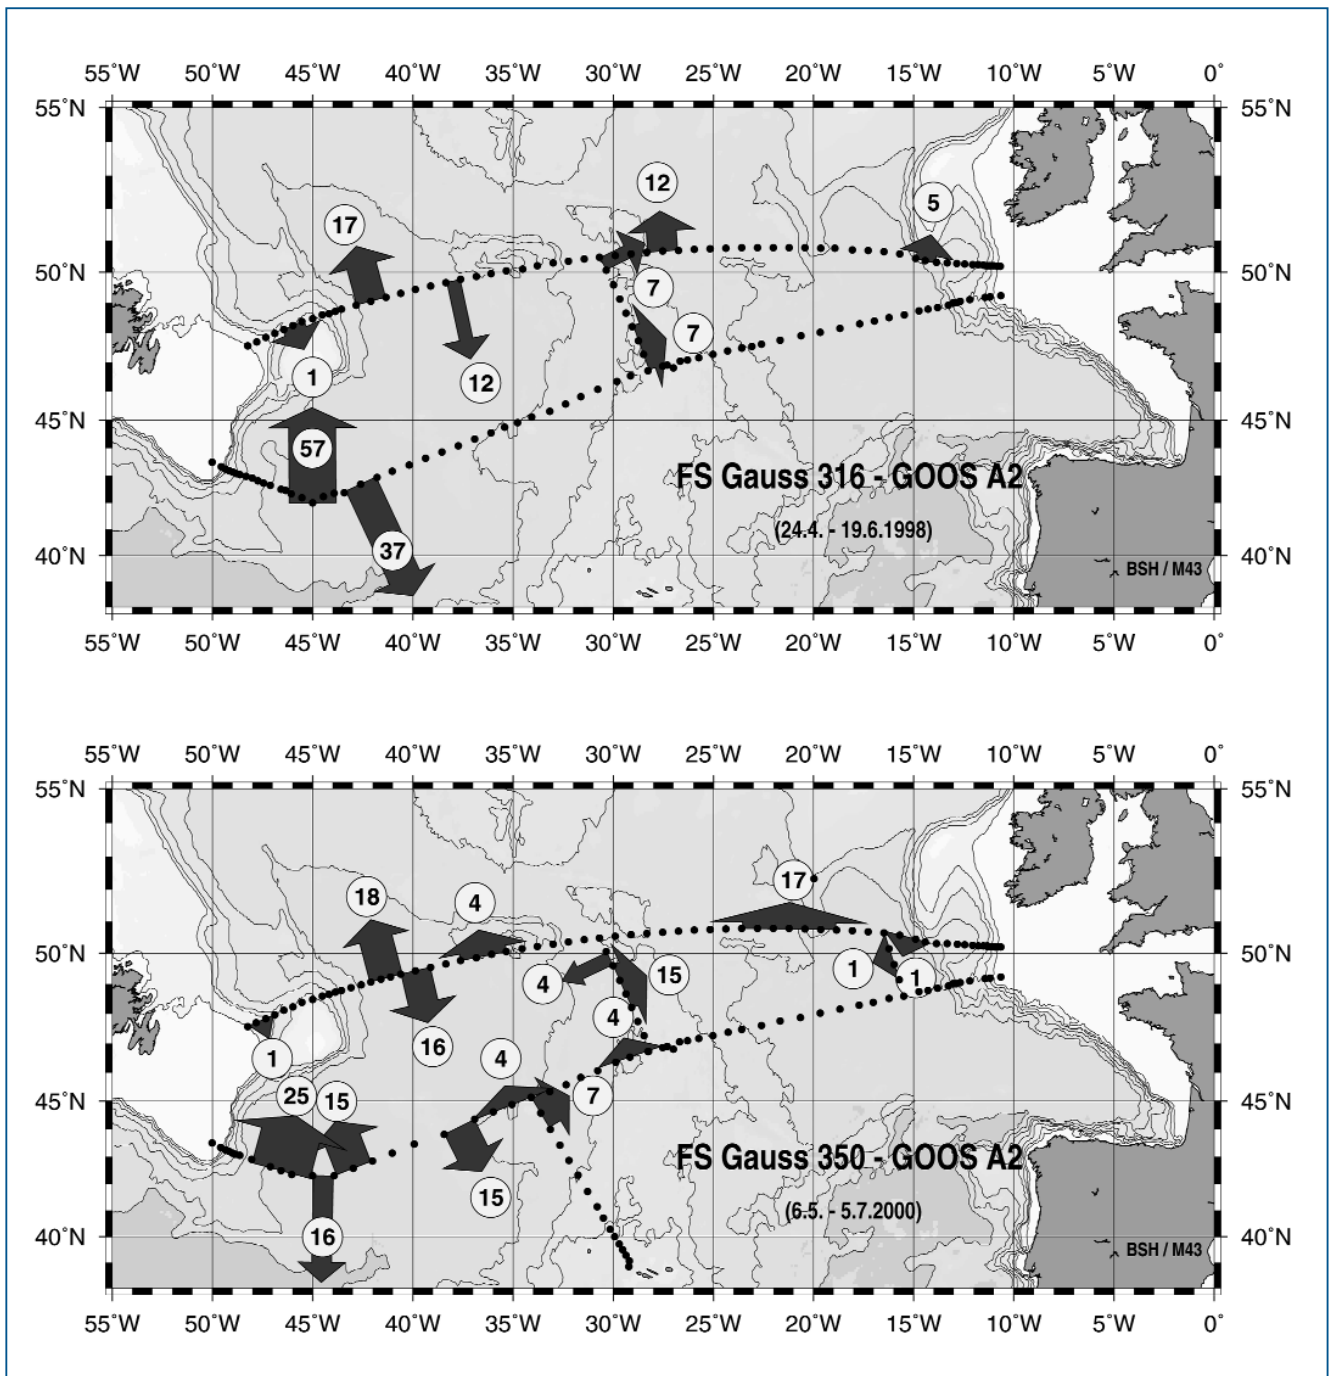 55°W 50°W 45°W 40°W 35°W 30°W 25°W 20°W 15°W 10°W 5°W 0°
55°N 55°N
12
17 5
50°N 50°N
7
7
1 12
45°N 45°N
57
FS Gauss 316 - GOOS A2
37 (24.4. - 19.6.1998)
40°N 40°N
BSH / M43
55°W 50°W 45°W 40°W 35°W 30°W 25°W 20°W 15°W 10°W 5°W 0°
55°W 50°W 45°W 40°W 35°W 30°W 25°W 20°W 15°W 10°W 5°W 0°
55°N 55°N
17
18 4
50°N 50°N
4 15 1 1
4
1 16 4
25 15 7
45°N 45°N
FS Gauss 350 - GOOS A2
15
(6.5. - 5.7.2000)
40°N 16 40°N
BSH / M43
55°W 50°W 45°W 40°W 35°W 30°W 25°W 20°W 15°W 10°W 5°W 0°